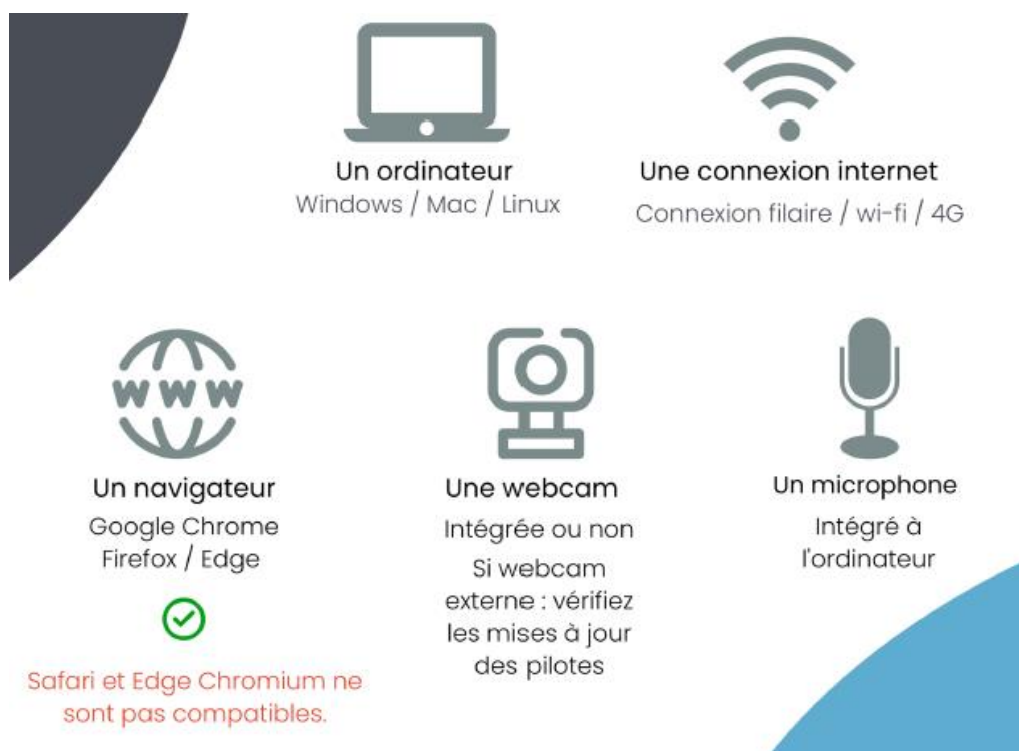 Un ordinateur
Windows / Mac / Linux
Une connexion internet
Connexion filaire / wi-fi / 4G
www
Un navigateur
Google Chrome
Firefox / Edge
Safari et Edge Chromium ne
sont pas compatibles.
Une webcam
Intégrée ou non
Si webcam
externe : vérifiez
les mises à jour
des pilotes
Un microphone
Intégré à
l'ordinateur